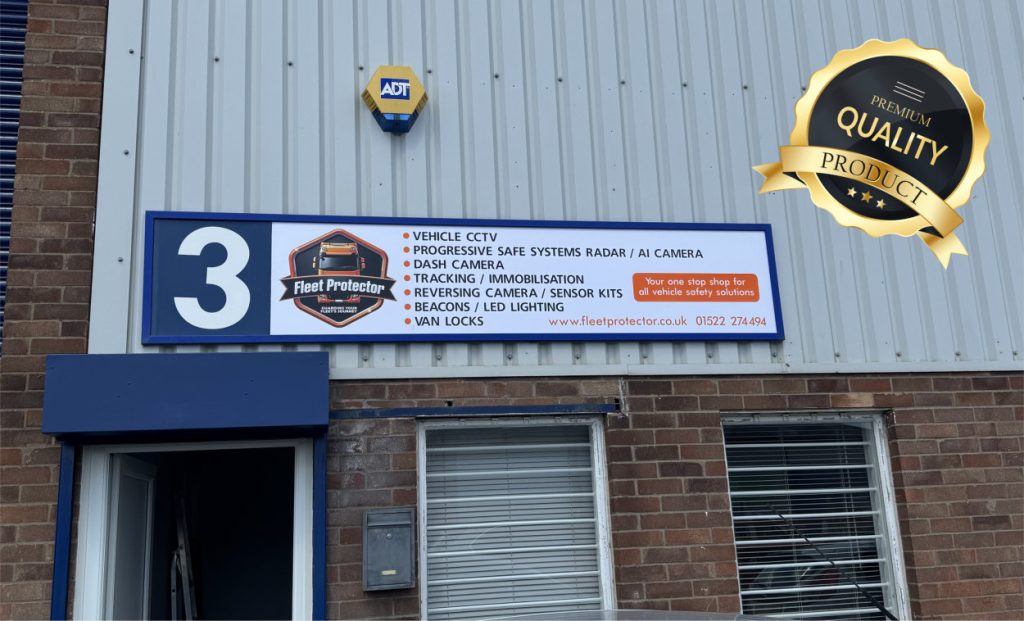 ADT
PREMIUM
QUALITY
PRODUCT
3
Fleet Protector
GUARDING YOUR
FLEET'S JOURNEY
• VEHICLE CCTV
• PROGRESSIVE SAFE SYSTEMS RADAR / AI CAMERA
• DASH CAMERA
• TRACKING / IMMOBILISATION
• REVERSING CAMERA / SENSOR KITS
• BEACONS / LED LIGHTING
• VAN LOCKS
Your one stop shop for
all vehicle safety solutions
www.fleetprotector.co.uk 01522 274494